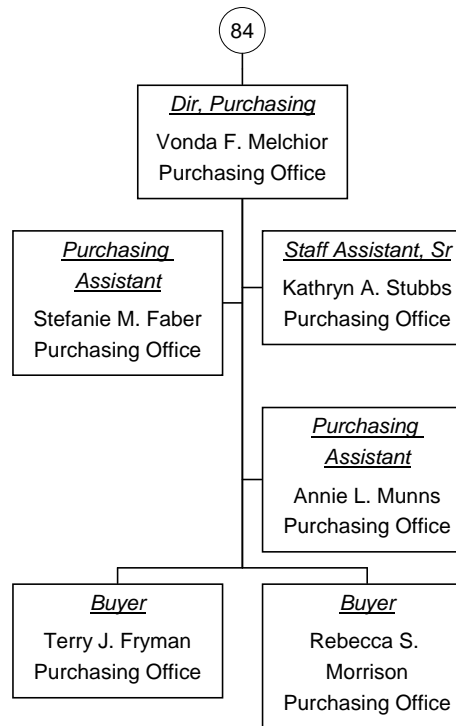 84
Dir, Purchasing
Vonda F. Melchior
Purchasing Office
Purchasing
Assistant
Stefanie M. Faber
Purchasing Office
Staff Assistant, Sr
Kathryn A. Stubbs
Purchasing Office
Purchasing
Assistant
Annie L. Munns
Purchasing Office
Buyer
Terry J. Fryman
Purchasing Office
Buyer
Rebecca S.
Morrison
Purchasing Office